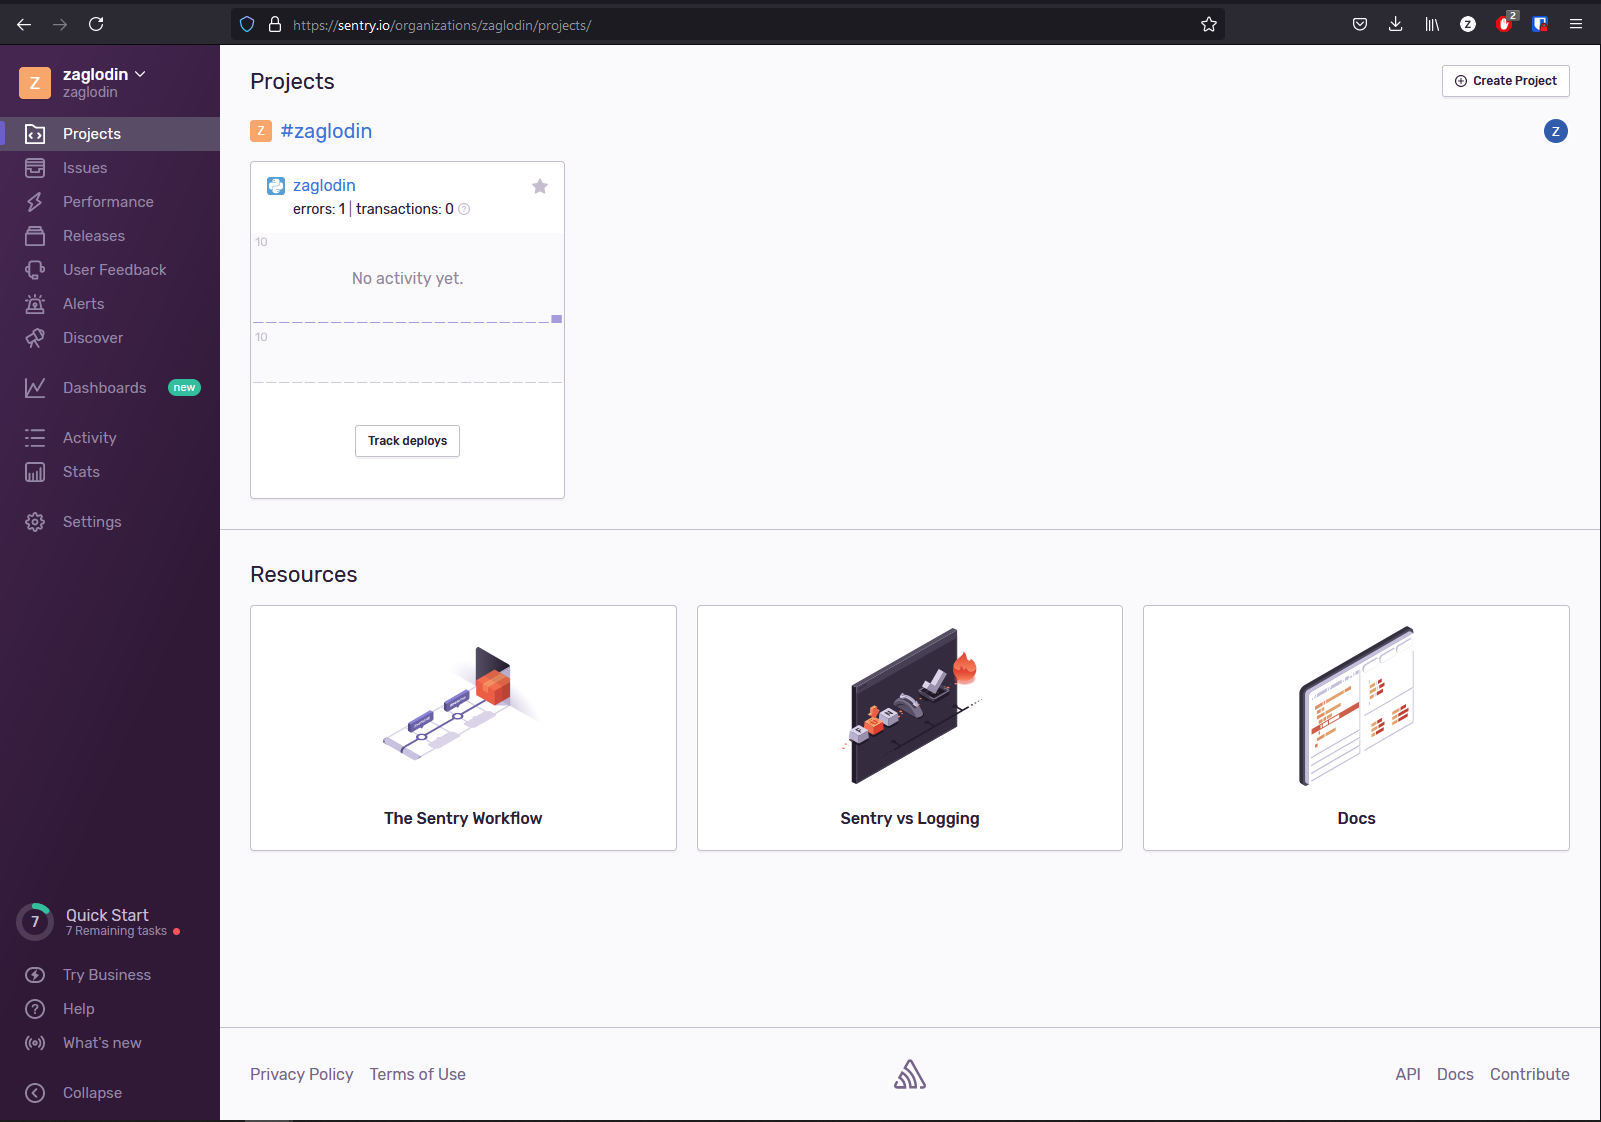 https://sentry.io/organizations/zaglodin/projects/
Z
2
Z
zaglodin
zaglodin
Projects
Issues
Performance
Releases
User Feedback
Alerts
Discover
Dashboards
new
Activity
Stats
Settings
7
Quick Start
7 Remaining tasks
Try Business
Help
What's new
Collapse
Projects
Create Project
Z #zaglodin
Z
zaglodin
errors: 1 | transactions: 0
10
No activity yet.
10
Track deploys
Resources
The Sentry Workflow
Sentry vs Logging
Docs
Privacy Policy Terms of Use
API Docs Contribute